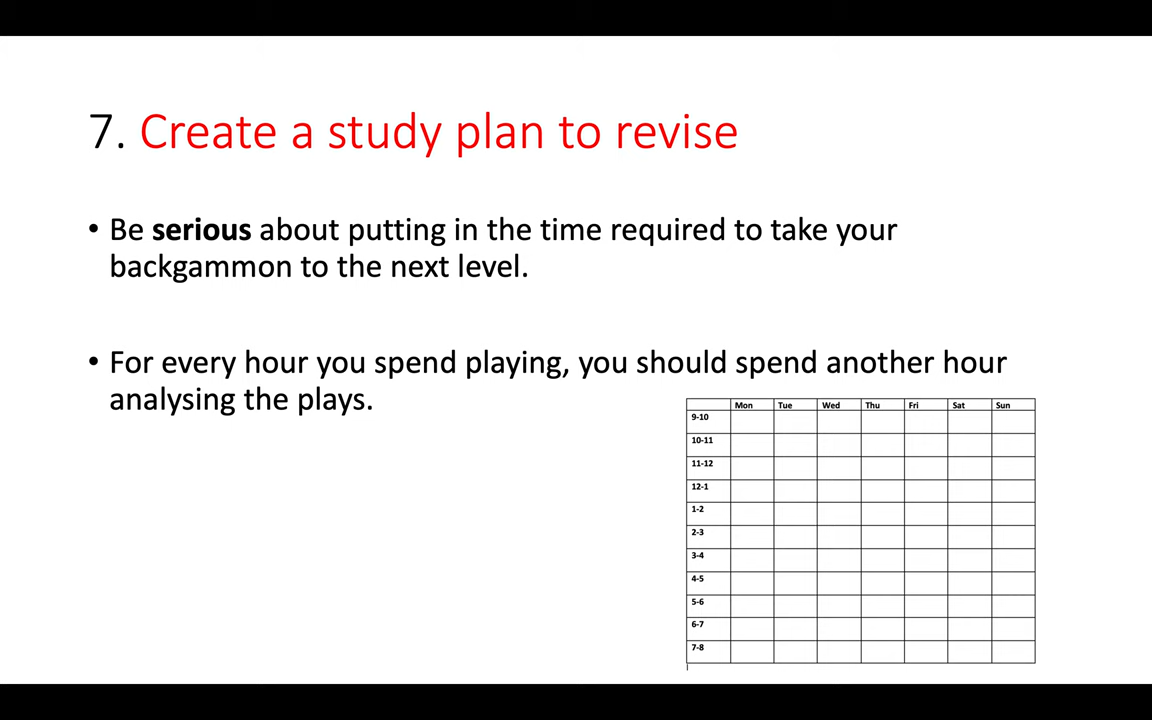 7. Create a study plan to revise
• Be serious about putting in the time required to take your
backgammon to the next level.
• For every hour you spend playing, you should spend another hour
analysing the plays.
Mon Tue Wed Thu Fri Sat Sun
9-10
10-11
11-12
12-1
1-2
2-3
3-4
4-5
5-6
6-7
7-8